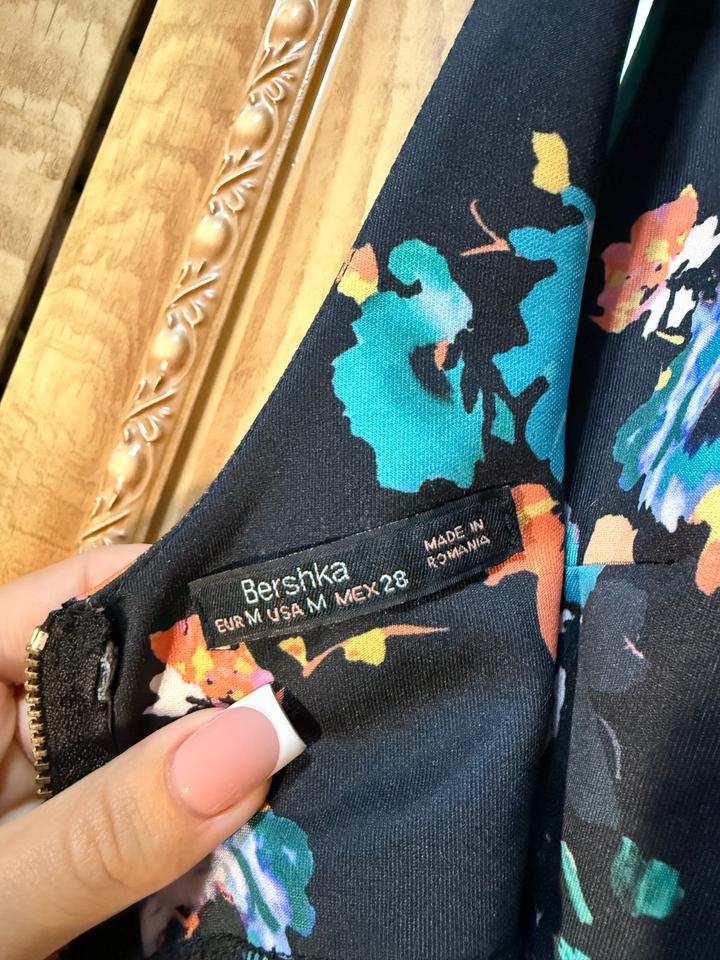 Bershka
EUR M USA M MEX 28
MADE IN
ROMANIA